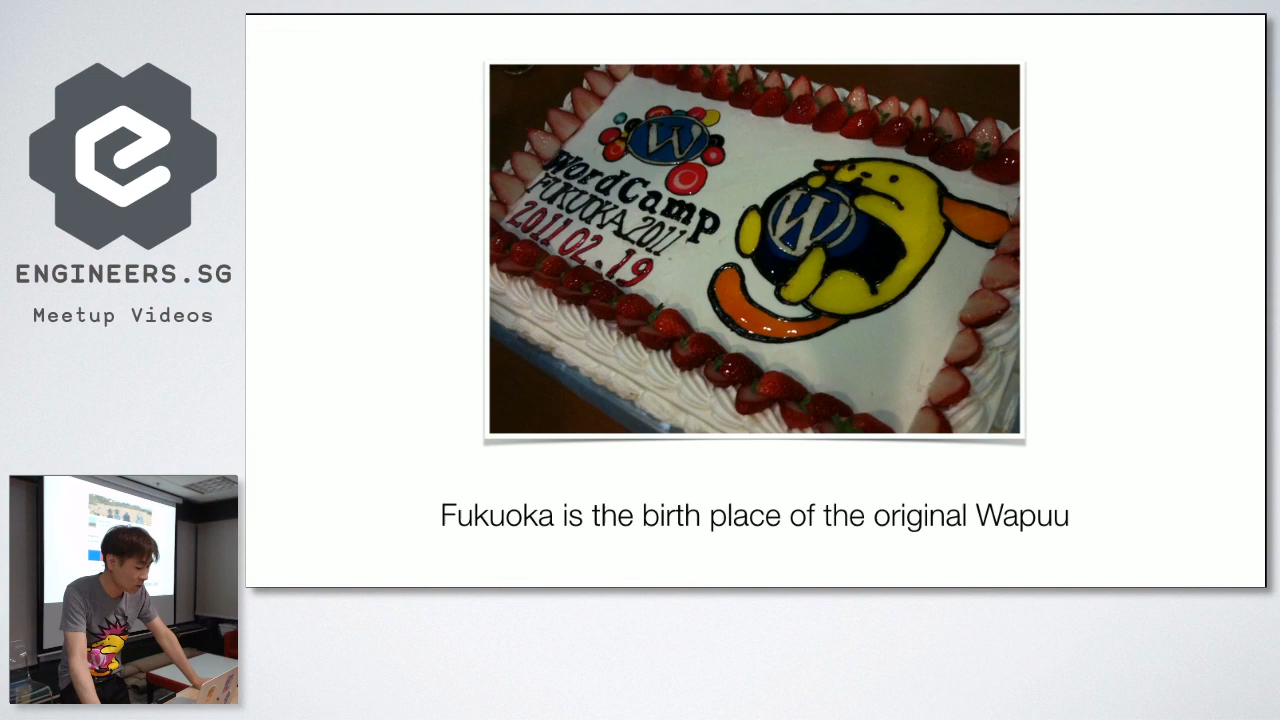 ENGINEERS.SG
Meetup Videos
W
WordCamp
FUKUOKA 2011
2011.02.19
W
Fukuoka is the birth place of the original Wapuu